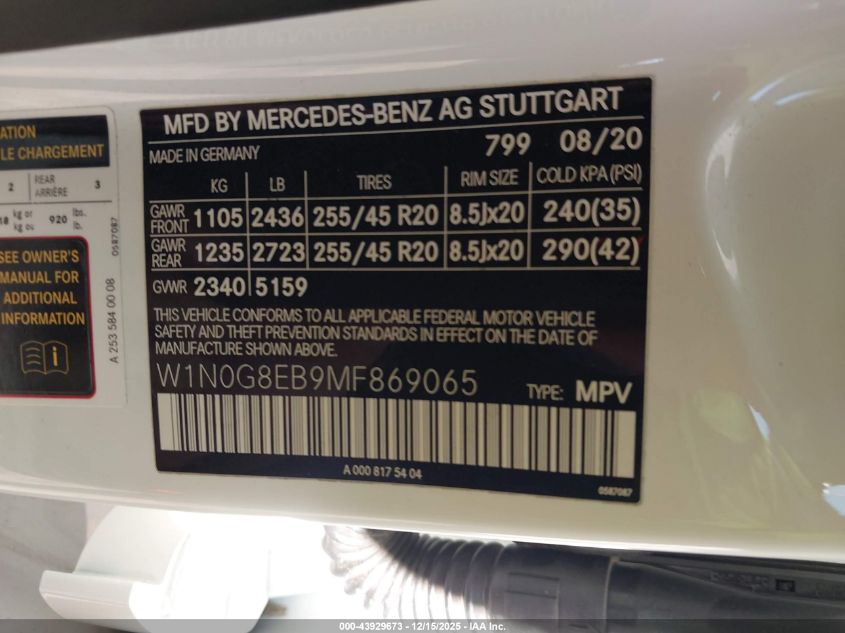 MFD BY MERCEDES-BENZ AG STUTTGART
MADE IN GERMANY 799 08/20
KG LB TIRES RIM SIZE COLD KPA (PSI)
GAWR FRONT 1105 2436 255/45 R20 8.5Jx20 240(35)
GAWR REAR 1235 2723 255/45 R20 8.5Jx20 290(42)
GVWR 2340 5159
THIS VEHICLE CONFORMS TO ALL APPLICABLE FEDERAL MOTOR VEHICLE
SAFETY AND THEFT PREVENTION STANDARDS IN EFFECT ON THE DATE OF
MANUFACTURE SHOWN ABOVE.
W1N0G8EB9MF869065 TYPE: MPV
A 000 817 54 04
0587087
ATION
LE CHARGEMENT
2 REAR ARRIÈRE 3
kg or kg ou 920 lbs. lb.
SEE OWNER'S
MANUAL FOR
ADDITIONAL
INFORMATION
0587087
A 253 584 00 08
000-43929673 - 12/15/2025 - IAA Inc.